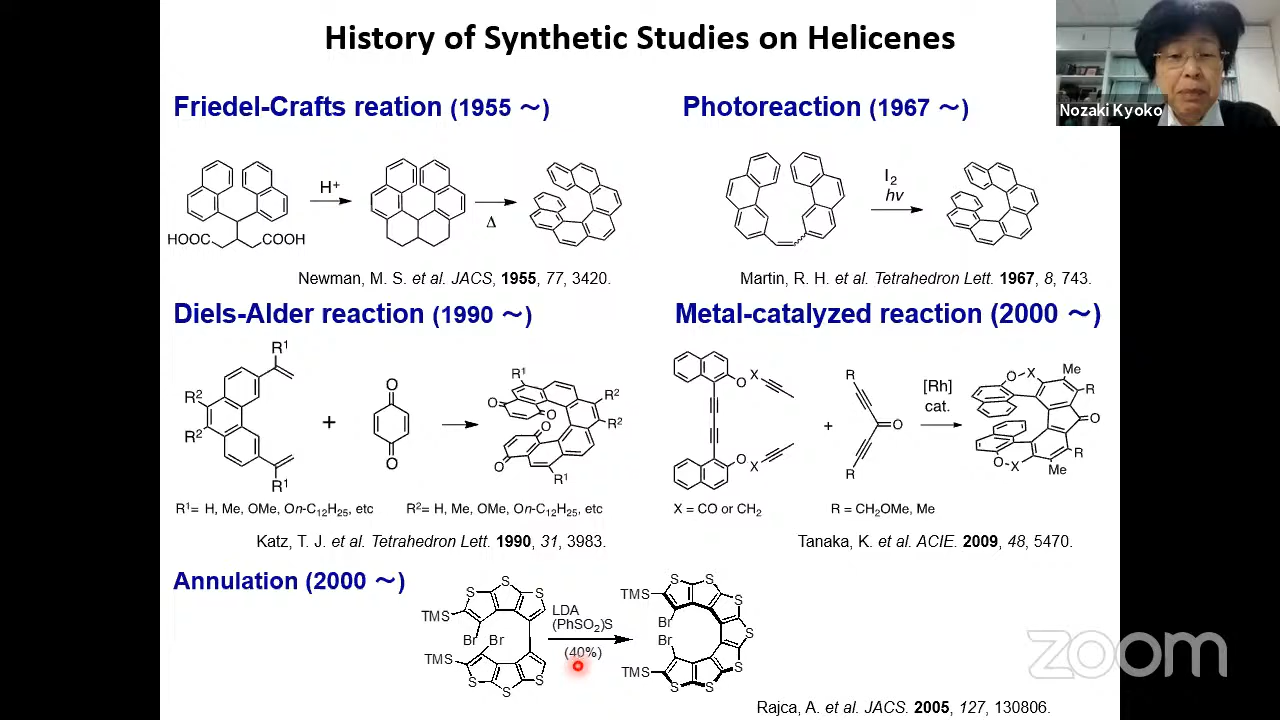 History of Synthetic Studies on Helicenes
Nozaki Kyoko
Friedel-Crafts reation (1955 ～)
H⁺
Δ
HOOC
COOH
Newman, M. S. et al. JACS, 1955, 77, 3420.
Photoreaction (1967 ～)
I₂
hν
Martin, R. H. et al. Tetrahedron Lett. 1967, 8, 743.
Diels-Alder reaction (1990 ～)
R¹
R²
R²
R¹
+
O
O
R¹
O
O
O
O
R²
R²
R¹
R¹= H, Me, OMe, On-C₁₂H₂₅, etc
R²= H, Me, OMe, On-C₁₂H₂₅, etc
Katz, T. J. et al. Tetrahedron Lett. 1990, 31, 3983.
Metal-catalyzed reaction (2000 ～)
O X
O X
+
R
O
R
[Rh]
cat.
O X
Me
R
O
R
O X
Me
X = CO or CH₂
R = CH₂OMe, Me
Tanaka, K. et al. ACIE. 2009, 48, 5470.
Annulation (2000 ～)
S S S
TMS
Br Br
TMS
S S S
LDA
(PhSO₂)S
(40%)
S S S
TMS
Br
S
Br
S
TMS
S S S
zoom
Rajca, A. et al. JACS. 2005, 127, 130806.